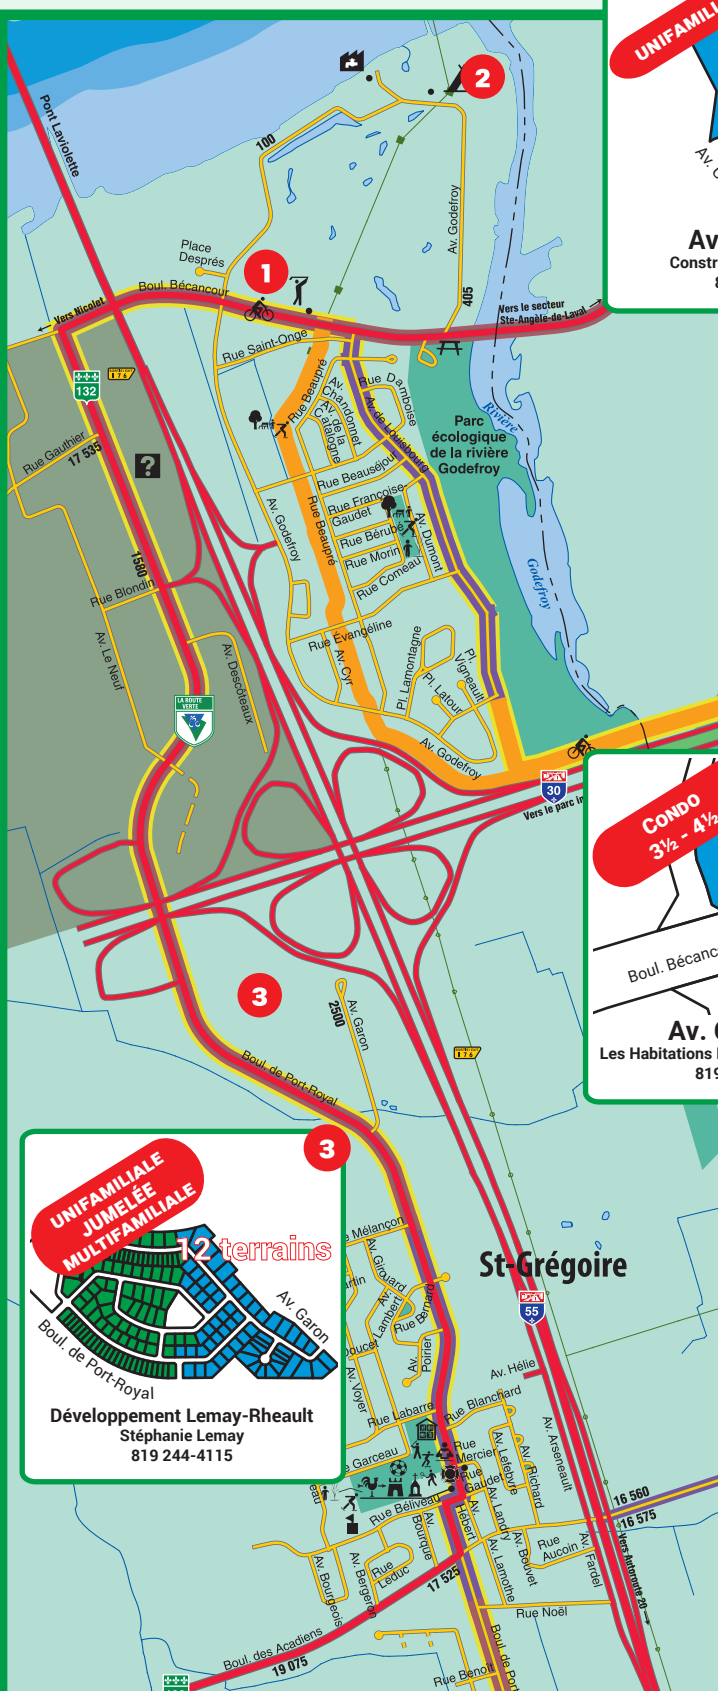 UNIFAMILI
Av. G
Av
Constr
8
2
Pont Laviolette
100
Av. Godefroy
405
Place
Després
1
Boul. Bécancour
Vers Nicolet
Vers le secteur
Ste-Angèle-de-Laval
Rue Saint-Onge
132
176
Rue Beaupré
Av.
Chandonnet
Av. de la
Catalogne
Rue Damboise
Av. de Louisbourg
Parc
écologique
de la rivière
Godefroy
Rivière
Godefroy
Rue Gauthier
17 535
?
Rue Beauséjour
Rue Françoise-
Gaudet
Rue Bérubé
Rue Morin
Rue Comeau
Av. Dumont
Av. Godefroy
Rue Beaupré
1580
Rue Blondin
Av. Le Neuf
Av. Descôteaux
Rue Évangéline
Av. Cyr
Pl. Lamontagne
Pl. Latour
Pl.
Vigneault
Av. Godefroy
LA ROUTE
VERTE
30
Vers le parc in
CONDO
3½ - 4½
Boul. Bécanc
Av.
Les Habitations
819
3
2500
Av. Garon
176
Boul. de Port-Royal
3
UNIFAMILIALE
JUMELÉE
MULTIFAMILIALE
12 terrains
Av. Garon
Boul. de Port-Royal
Développement Lemay-Rheault
Stéphanie Lemay
819 244-4115
St-Grégoire
55
e Mélançon
Av. Girouard
artin
Av.
Lambert
Rue Bernard
Doucet
Av.
Poirier
Av. Voyer
Av. Hélie
Rue Labarre
Rue Blanchard
Av. Arseneault
e Garceau
Rue
Mercier
Av. Lefebvre
Av. Richard
Rue
Gaudet
eau
Rue Béliveau
Av.
Hébert
Av. Landry
16 560
16 575
Av.
Bourque
Av. Bouvet
Rue
Aucoin
Av. Fardel
Vers Autoroute 20
Av. Bourgeois
Av. Bergeron
Rue
Leduc
17 525
Av. Lamothe
Rue Noël
Boul. des Acadiens
19 075
Rue Benoit
Boul. de Port